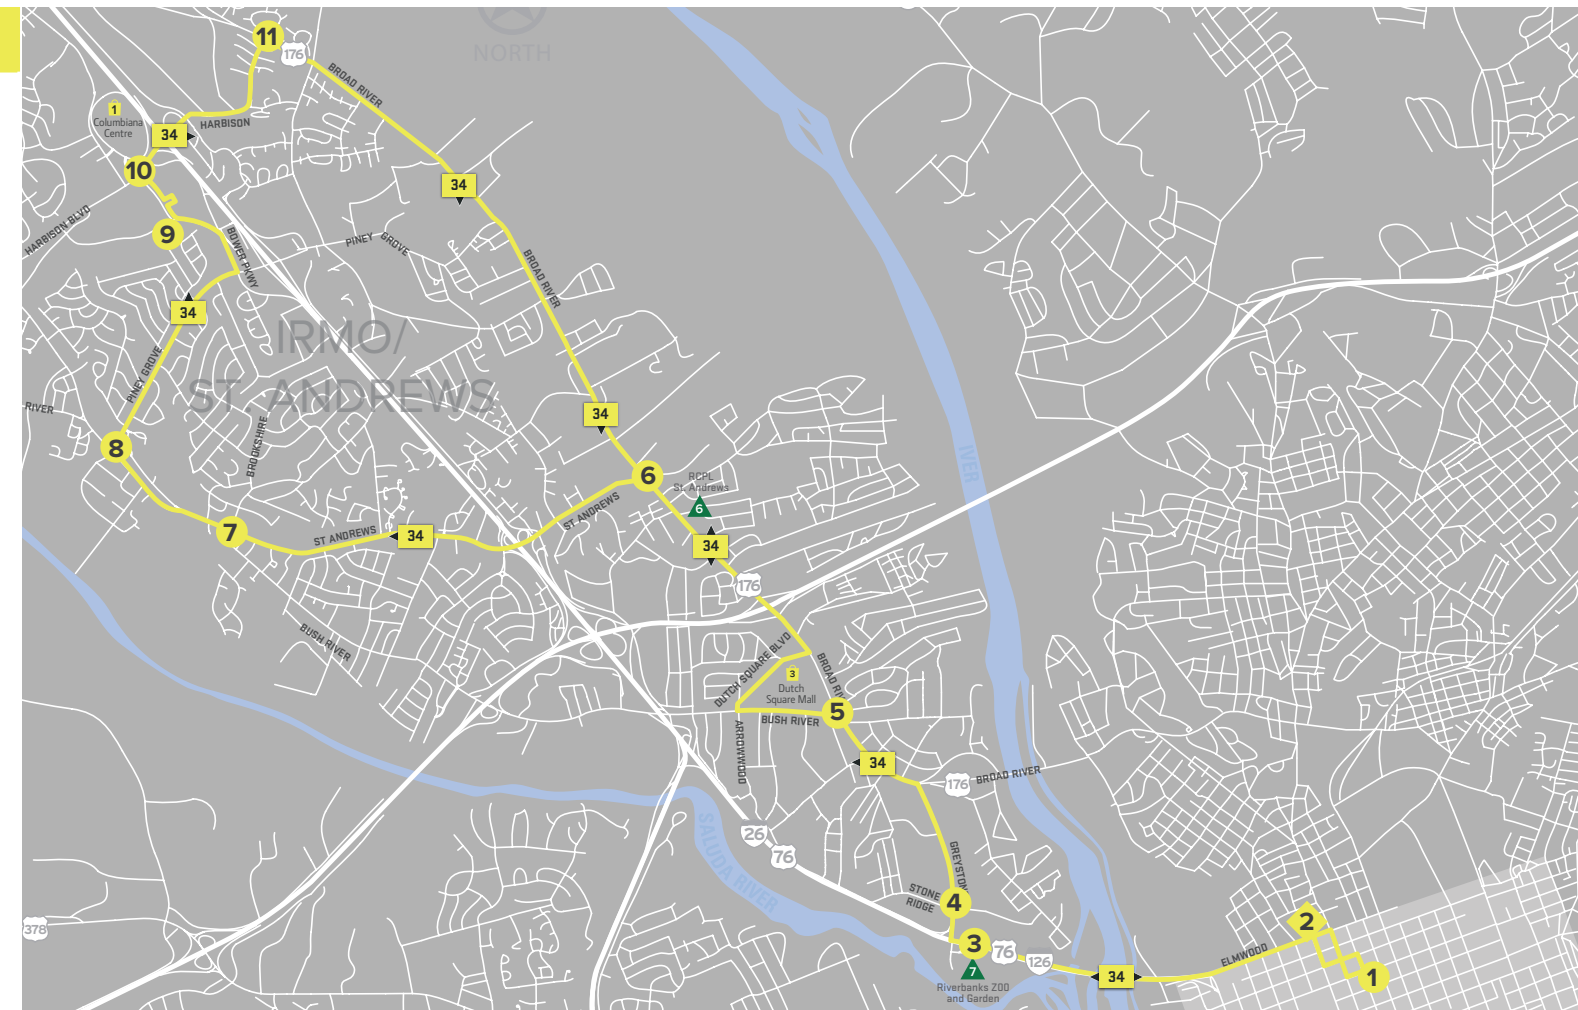 11
176
NORTH
BROAD RIVER
1
Columbiana
Centre
34
HARBISON
10
34
HARBISON BLVD
9
BOWER PKWY
PINEY GROVE
BROAD RIVER
34
IRMO/
ST. ANDREWS
PINEY GROVE
RIVER
34
8
BROOKSHIRE
6
RCPL
St. Andrews
6
IVER
ST ANDREWS
7
ST ANDREWS
34
34
176
BUSH RIVER
DUTCH SQUARE BLVD
BROAD RIV
3
Dutch
Square Mall
5
BUSH RIVER
ARROWWOOD
34
176
BROAD RIVER
SALUDA RIVER
26
76
GREYSTON
STONE
RIDGE
4
378
3
76
126
7
Riverbanks ZOO
and Garden
34
ELMWOOD
2
1